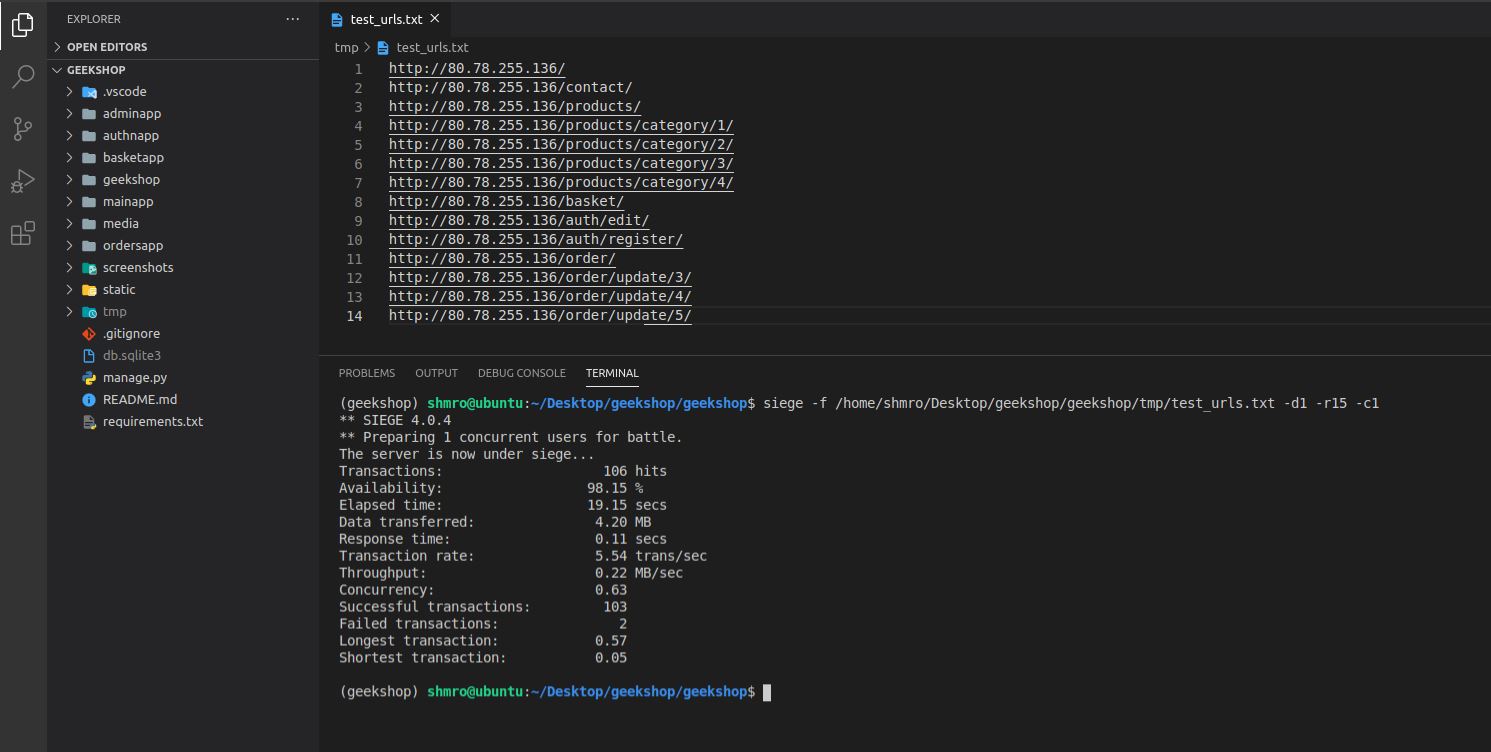 EXPLORER
OPEN EDITORS
GEEKSHOP
.vscode
adminapp
authnapp
basketapp
geekshop
mainapp
media
ordersapp
screenshots
static
tmp
.gitignore
db.sqlite3
manage.py
README.md
requirements.txt
test_urls.txt
tmp > test_urls.txt
1 http://80.78.255.136/
2 http://80.78.255.136/contact/
3 http://80.78.255.136/products/
4 http://80.78.255.136/products/category/1/
5 http://80.78.255.136/products/category/2/
6 http://80.78.255.136/products/category/3/
7 http://80.78.255.136/products/category/4/
8 http://80.78.255.136/basket/
9 http://80.78.255.136/auth/edit/
10 http://80.78.255.136/auth/register/
11 http://80.78.255.136/order/
12 http://80.78.255.136/order/update/3/
13 http://80.78.255.136/order/update/4/
14 http://80.78.255.136/order/update/5/
PROBLEMS OUTPUT DEBUG CONSOLE TERMINAL
(geekshop) shmro@ubuntu:~/Desktop/geekshop/geekshop$ siege -f /home/shmro/Desktop/geekshop/geekshop/tmp/test_urls.txt -d1 -r15 -c1
** SIEGE 4.0.4
** Preparing 1 concurrent users for battle.
The server is now under siege...
Transactions: 106 hits
Availability: 98.15 %
Elapsed time: 19.15 secs
Data transferred: 4.20 MB
Response time: 0.11 secs
Transaction rate: 5.54 trans/sec
Throughput: 0.22 MB/sec
Concurrency: 0.63
Successful transactions: 103
Failed transactions: 2
Longest transaction: 0.57
Shortest transaction: 0.05
(geekshop) shmro@ubuntu:~/Desktop/geekshop/geekshop$